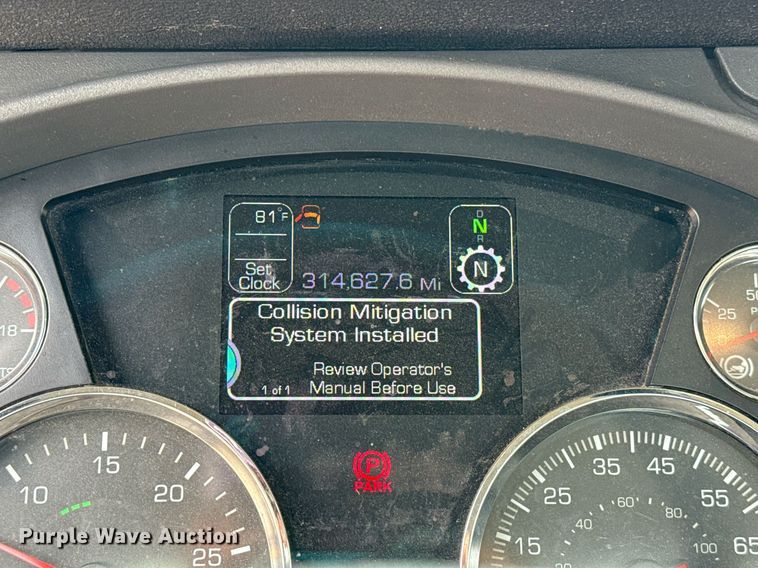 81°F
D
N
R
Set
Clock
314,627.6 Mi
N
Collision Mitigation
System Installed
Review Operator's
1 of 1 Manual Before Use
18
50
25
P
PARK
10 15 20 25
15 25 35 45 55 65
40 60 80 100
Purple Wave Auction